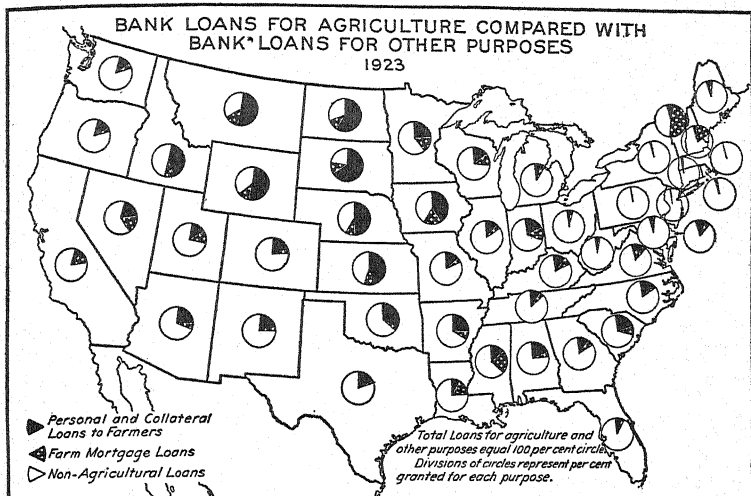 BANK LOANS FOR AGRICULTURE COMPARED WITH
BANK* LOANS FOR OTHER PURPOSES
1923
Personal and Collateral
Loans to Farmers
Farm Mortgage Loans
Non-Agricultural Loans
Total Loans for agriculture and
other purposes equal 100 per cent circle.
Divisions of circles represent per cent
granted for each purpose.